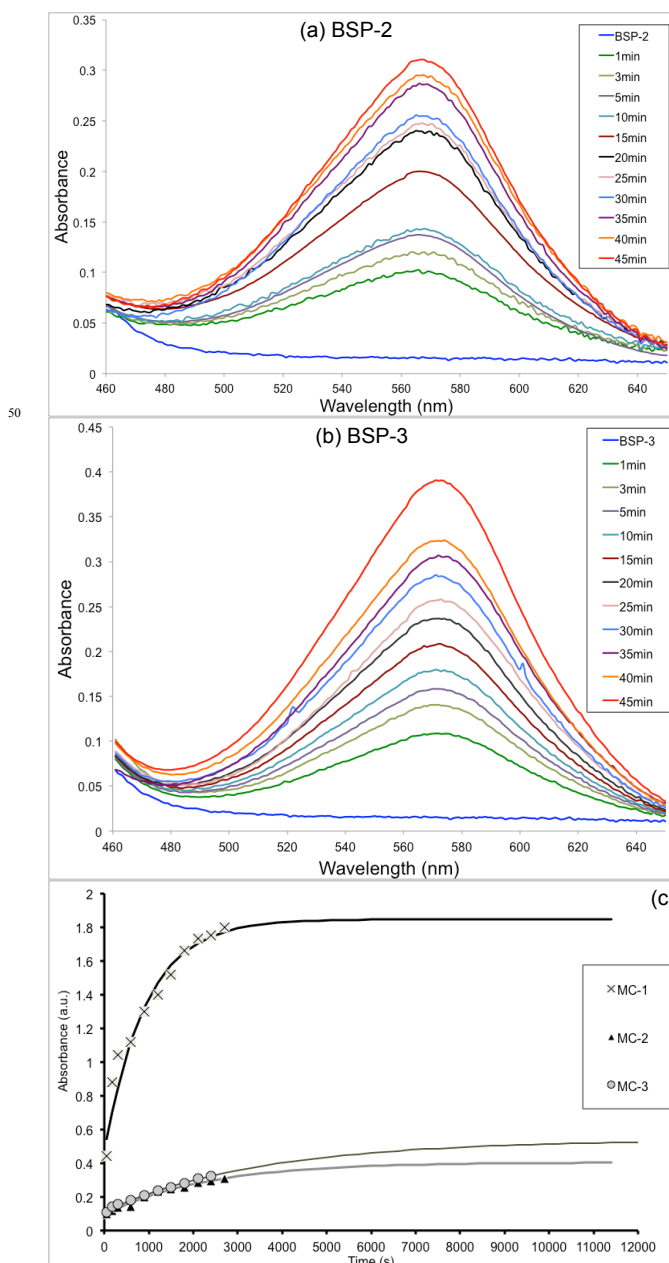 (a) BSP-2
0.35
0.3
0.25
0.2
0.15
0.1
0.05
0
Absorbance
460 480 500 520 540 560 580 600 620 640
Wavelength (nm)
BSP-2
1min
3min
5min
10min
15min
20min
25min
30min
35min
40min
45min
50
(b) BSP-3
0.45
0.4
0.35
0.3
0.25
0.2
0.15
0.1
0.05
0
Absorbance
460 480 500 520 540 560 580 600 620 640
Wavelength (nm)
BSP-3
1min
3min
5min
10min
15min
20min
25min
30min
35min
40min
45min
(c
2
1.8
1.6
1.4
1.2
1
0.8
0.6
0.4
0.2
0
Absorbance (a.u.)
0 1000 2000 3000 4000 5000 6000 7000 8000 9000 10000 11000 12000
Time (s)
MC-1
MC-2
MC-3